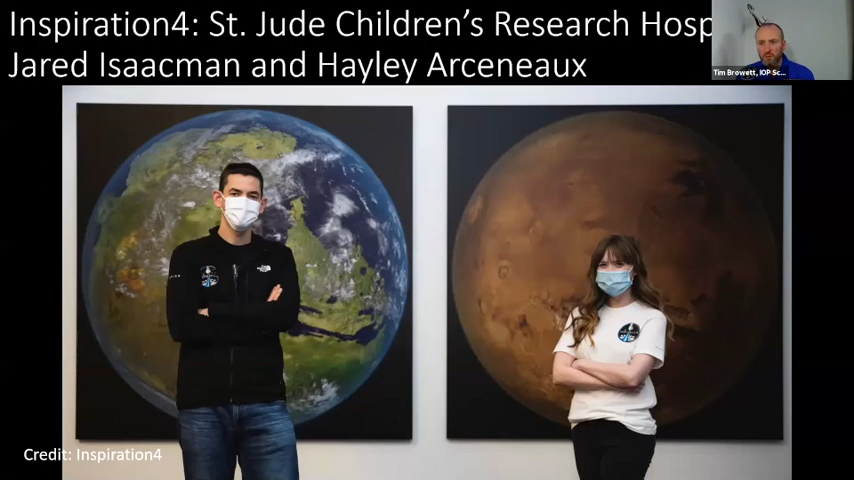 Inspiration4: St. Jude Children's Research Hosp
Jared Isaacman and Hayley Arceneaux
Tim Browett, IOP Sc...
Credit: Inspiration4